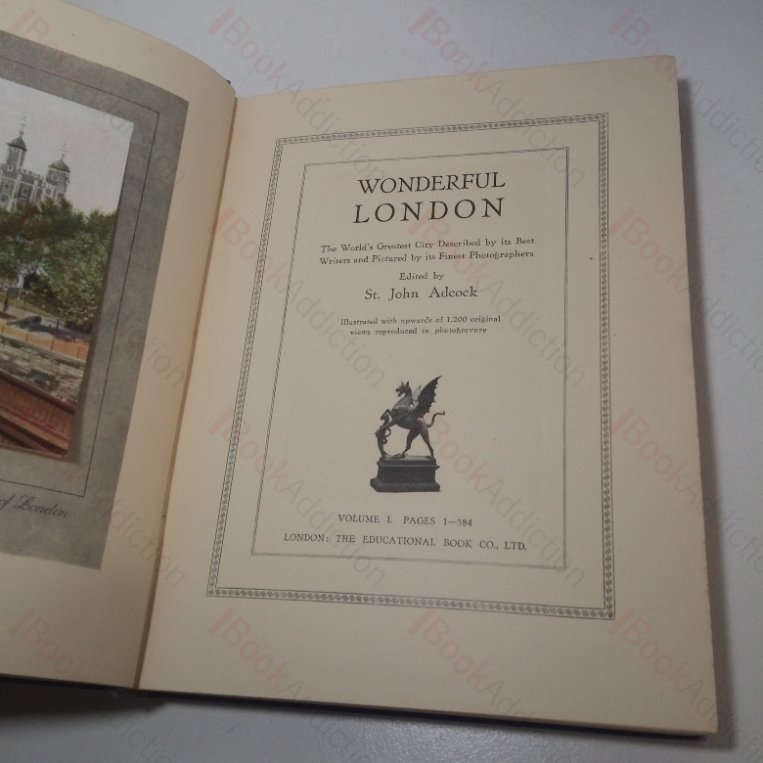 of London
WONDERFUL
LONDON
The World's Greatest City Described by its Best
Writers and Pictured by its Finest Photographers
Edited by
St. John Adcock
Illustrated with upwards of 1,200 original
views reproduced in photogravure
VOLUME I. PAGES 1—384
LONDON: THE EDUCATIONAL BOOK CO., LTD.
BookAddiction